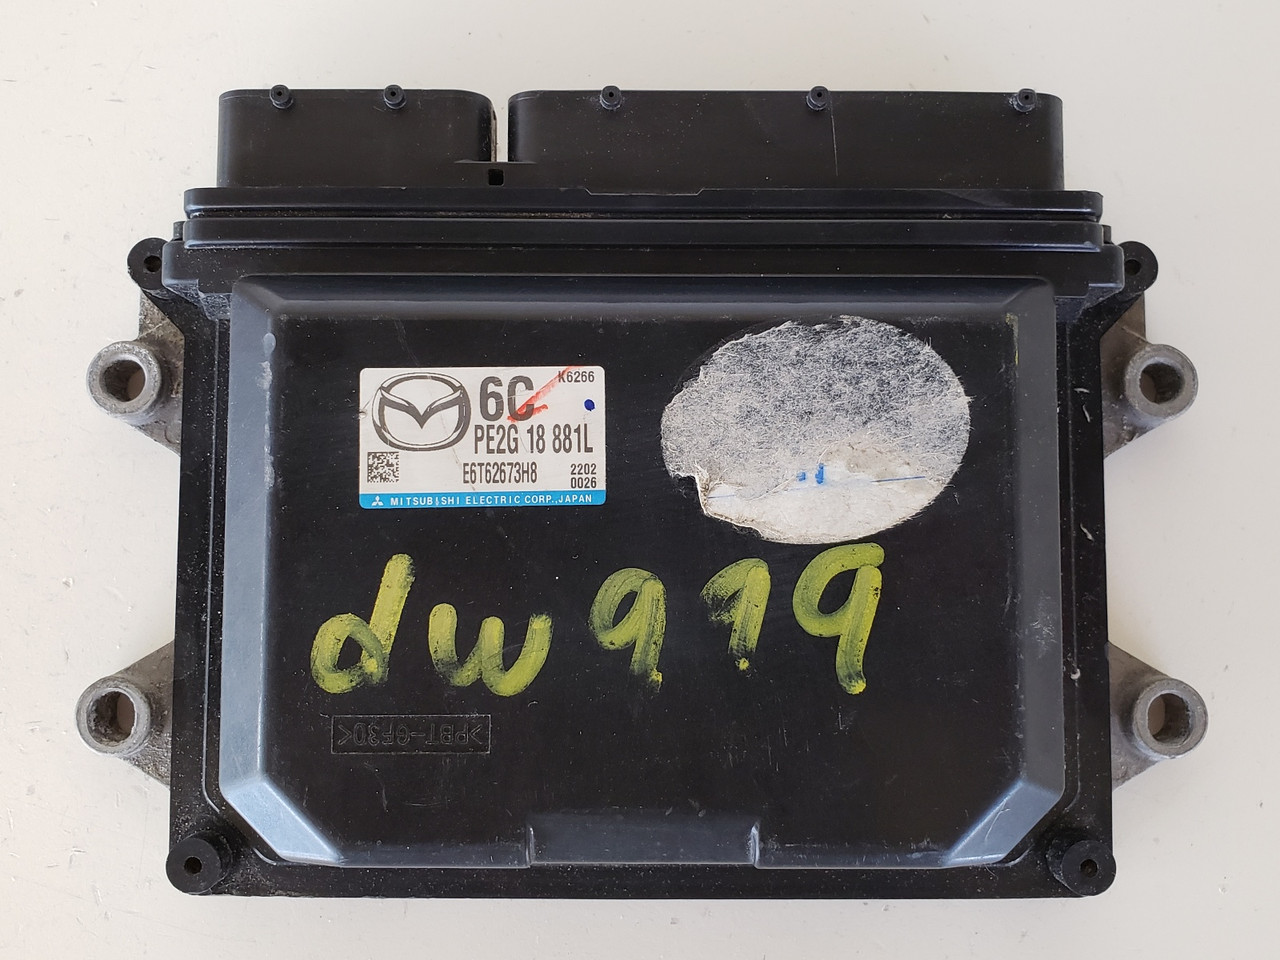 6C K6266
PE2G 18 881L
E6T62673H8 2202
0026
MITSUBISHI ELECTRIC CORP.,JAPAN
dw919
>PBT-GF30<